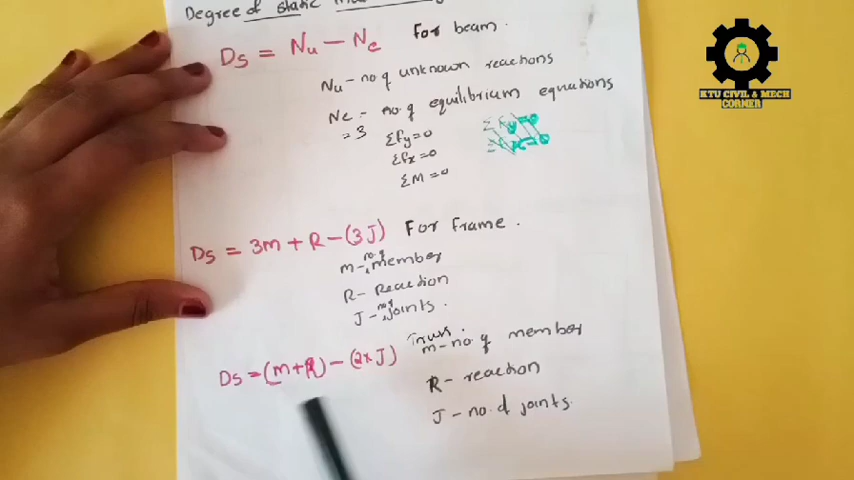 Degree of static
Ds = Nu - Nc For beam.
Nu - no of unknown reactions
Nc - no of equilibrium equations
= 3
Σfy=0
Σfx=0
ΣM=0
Ds = 3m + R - (3J) For Frame.
m - no of member
R - Reaction
J - no of joints.
Truss.
Ds = (m+R) - (2xJ)
m - no. of member
R - reaction
J - no. of joints.
KTU CIVIL & MECH
CORNER